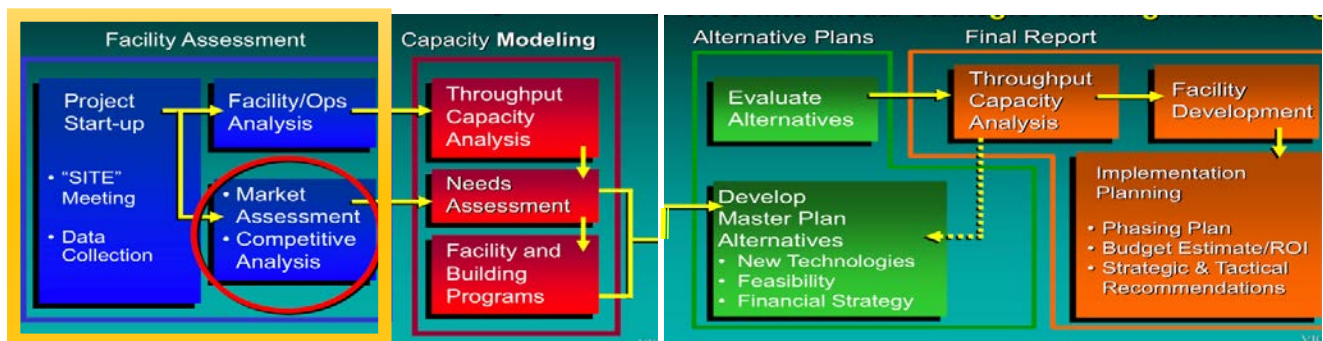 Facility Assessment
Project
Start-up
• "SITE"
Meeting
• Data
Collection
Facility/Ops
Analysis
• Market
Assessment
• Competitive
Analysis
Capacity Modeling
Throughput
Capacity
Analysis
Needs
Assessment
Facility and
Building
Programs
Alternative Plans
Evaluate
Alternatives
Develop
Master Plan
Alternatives
• New Technologies
• Feasibility
• Financial Strategy
Final Report
Throughput
Capacity
Analysis
Facility
Development
Implementation
Planning
• Phasing Plan
• Budget Estimate/ROI
• Strategic & Tactical
Recommendations